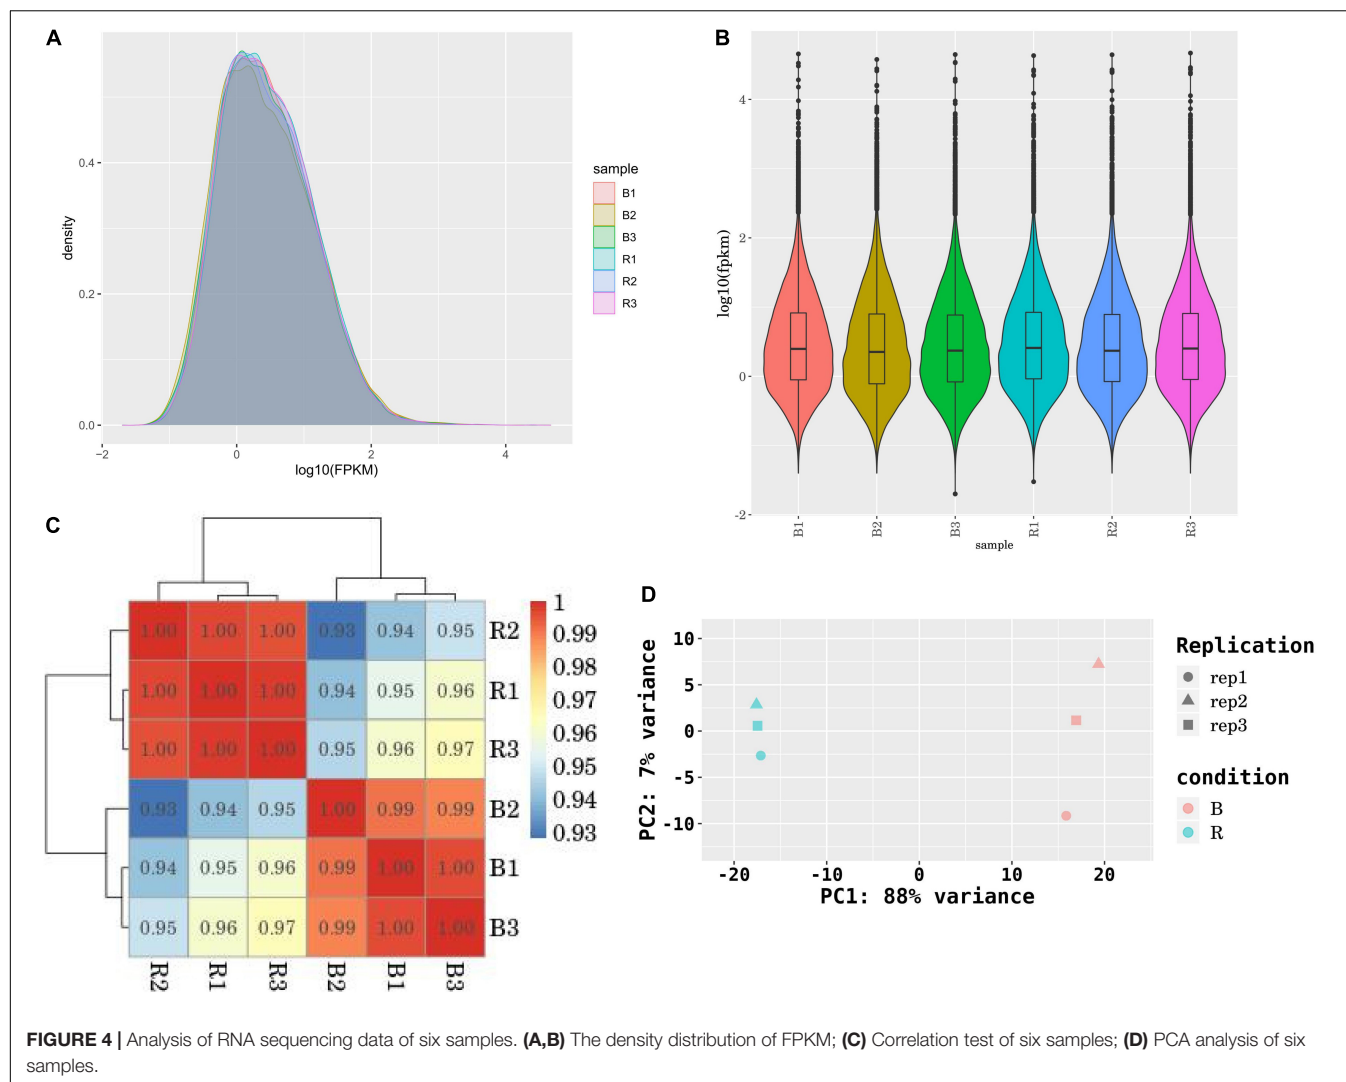 A
density
0.4
0.2
0.0
−2
0
2
4
log10(FPKM)
sample
B1
B2
B3
R1
R2
R3
B
log10(fpkm)
4
2
0
-2
B1
B2
B3
R1
R2
R3
sample
C
1.00 1.00 1.00 0.93 0.94 0.95 R2
1.00 1.00 1.00 0.94 0.95 0.96 R1
1.00 1.00 1.00 0.95 0.96 0.97 R3
0.93 0.94 0.95 1.00 0.99 0.99 B2
0.94 0.95 0.96 0.99 1.00 1.00 B1
0.95 0.96 0.97 0.99 1.00 1.00 B3
R2 R1 R3 B2 B1 B3
1
0.99
0.98
0.97
0.96
0.95
0.94
0.93
D
PC2: 7% variance
10
5
0
-5
-10
-20 -10 0 10 20
PC1: 88% variance
Replication
rep1
rep2
rep3
condition
B
R
FIGURE 4 | Analysis of RNA sequencing data of six samples. (A,B) The density distribution of FPKM; (C) Correlation test of six samples; (D) PCA analysis of six
samples.